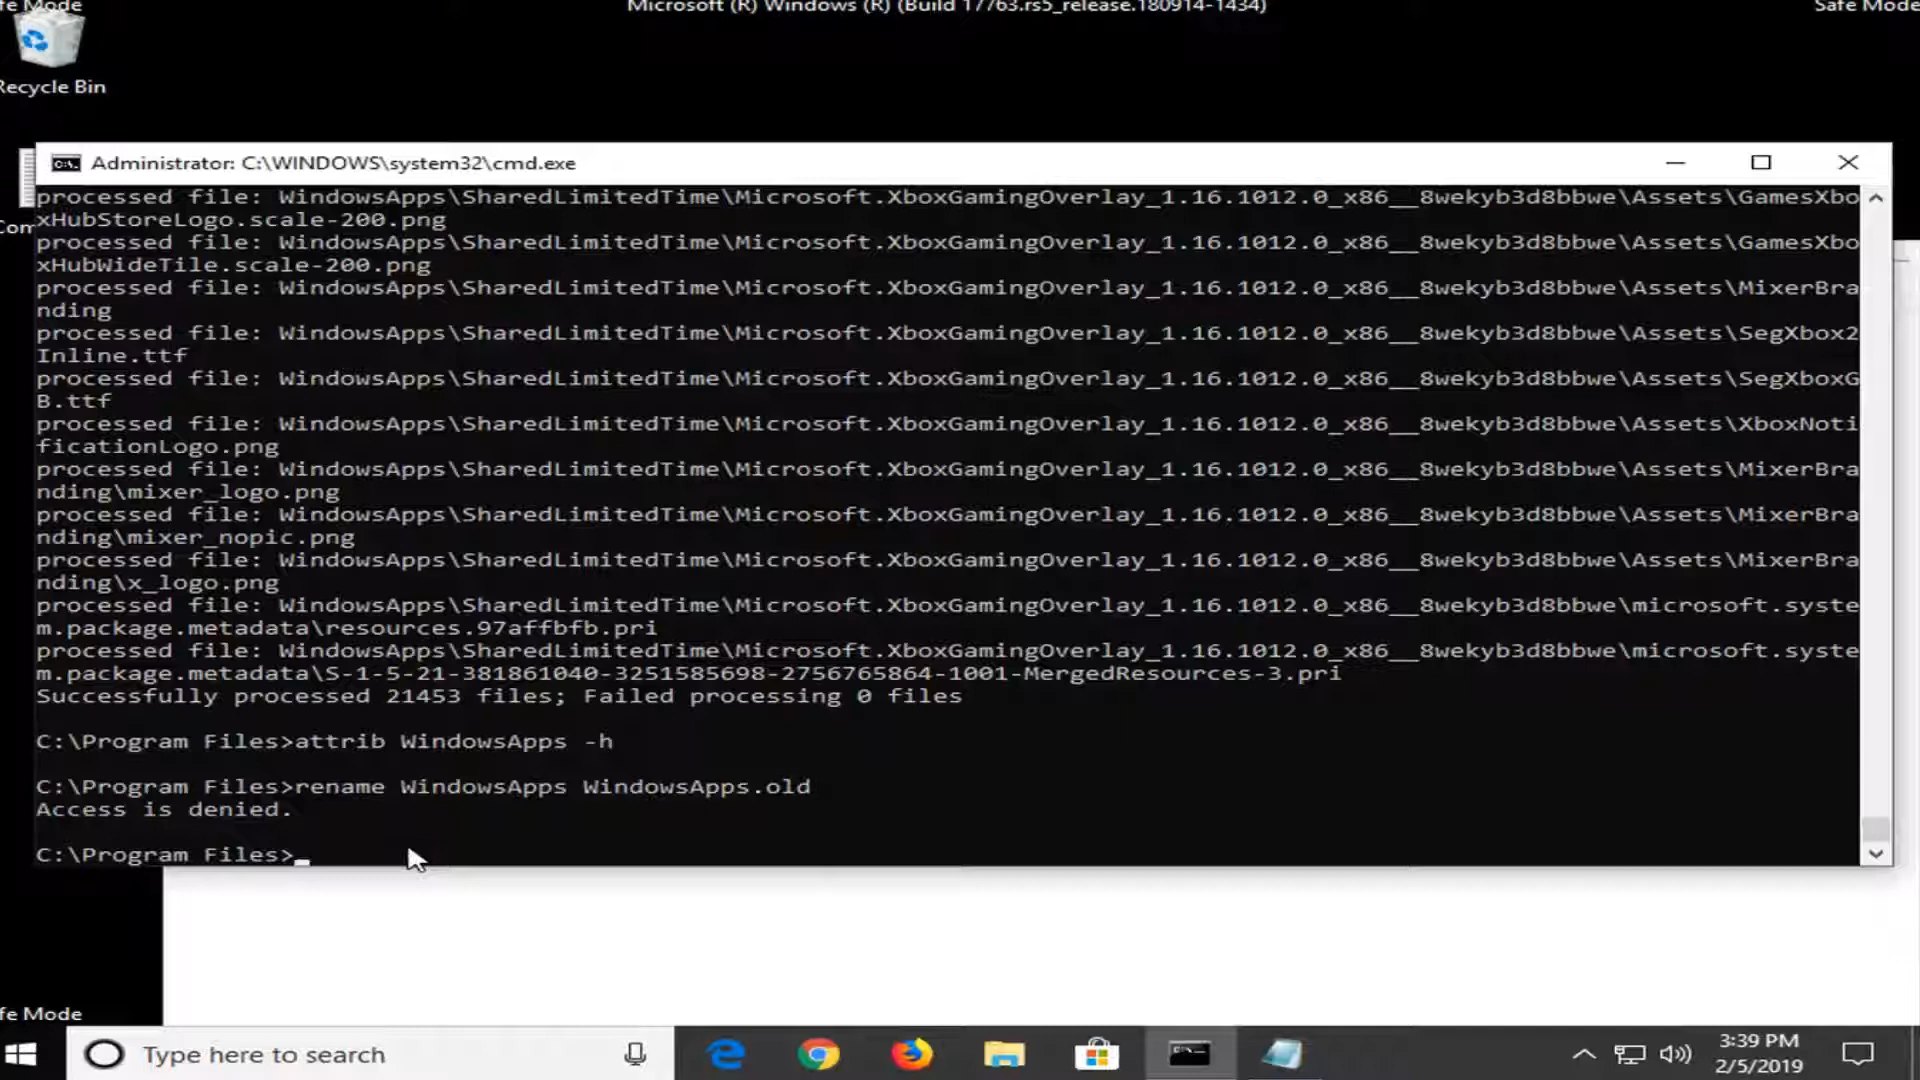 fe Mode
Microsoft (R) Windows (R) (Build 17763.rs5_release.180914-1434)
Safe Mode
Recycle Bin
Com
Administrator: C:\WINDOWS\system32\cmd.exe
processed file: WindowsApps\SharedLimitedTime\Microsoft.XboxGamingOverlay_1.16.1012.0_x86__8wekyb3d8bbwe\Assets\GamesXbo
xHubStoreLogo.scale-200.png
processed file: WindowsApps\SharedLimitedTime\Microsoft.XboxGamingOverlay_1.16.1012.0_x86__8wekyb3d8bbwe\Assets\GamesXbo
xHubWideTile.scale-200.png
processed file: WindowsApps\SharedLimitedTime\Microsoft.XboxGamingOverlay_1.16.1012.0_x86__8wekyb3d8bbwe\Assets\MixerBra
nding
processed file: WindowsApps\SharedLimitedTime\Microsoft.XboxGamingOverlay_1.16.1012.0_x86__8wekyb3d8bbwe\Assets\SegXbox2
Inline.ttf
processed file: WindowsApps\SharedLimitedTime\Microsoft.XboxGamingOverlay_1.16.1012.0_x86__8wekyb3d8bbwe\Assets\SegXboxG
B.ttf
processed file: WindowsApps\SharedLimitedTime\Microsoft.XboxGamingOverlay_1.16.1012.0_x86__8wekyb3d8bbwe\Assets\XboxNoti
ficationLogo.png
processed file: WindowsApps\SharedLimitedTime\Microsoft.XboxGamingOverlay_1.16.1012.0_x86__8wekyb3d8bbwe\Assets\MixerBra
nding\mixer_logo.png
processed file: WindowsApps\SharedLimitedTime\Microsoft.XboxGamingOverlay_1.16.1012.0_x86__8wekyb3d8bbwe\Assets\MixerBra
nding\mixer_nopic.png
processed file: WindowsApps\SharedLimitedTime\Microsoft.XboxGamingOverlay_1.16.1012.0_x86__8wekyb3d8bbwe\Assets\MixerBra
nding\x_logo.png
processed file: WindowsApps\SharedLimitedTime\Microsoft.XboxGamingOverlay_1.16.1012.0_x86__8wekyb3d8bbwe\microsoft.syste
m.package.metadata\resources.97affbfb.pri
processed file: WindowsApps\SharedLimitedTime\Microsoft.XboxGamingOverlay_1.16.1012.0_x86__8wekyb3d8bbwe\microsoft.syste
m.package.metadata\S-1-5-21-381861040-3251585698-2756765864-1001-MergedResources-3.pri
Successfully processed 21453 files; Failed processing 0 files
C:\Program Files>attrib WindowsApps -h
C:\Program Files>rename WindowsApps WindowsApps.old
Access is denied.
C:\Program Files>_
fe Mode
Type here to search
3:39 PM
2/5/2019